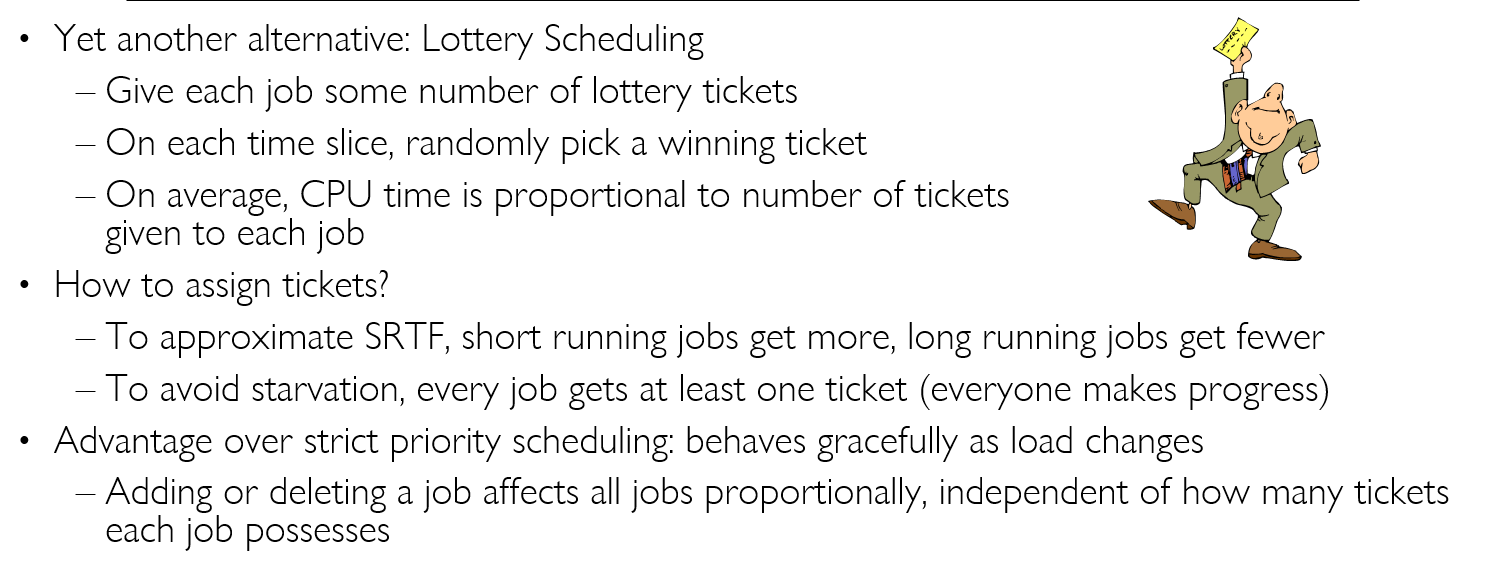 • Yet another alternative: Lottery Scheduling
– Give each job some number of lottery tickets
– On each time slice, randomly pick a winning ticket
– On average, CPU time is proportional to number of tickets
given to each job
• How to assign tickets?
– To approximate SRTF, short running jobs get more, long running jobs get fewer
– To avoid starvation, every job gets at least one ticket (everyone makes progress)
• Advantage over strict priority scheduling: behaves gracefully as load changes
– Adding or deleting a job affects all jobs proportionally, independent of how many tickets
each job possesses
LOTTERY